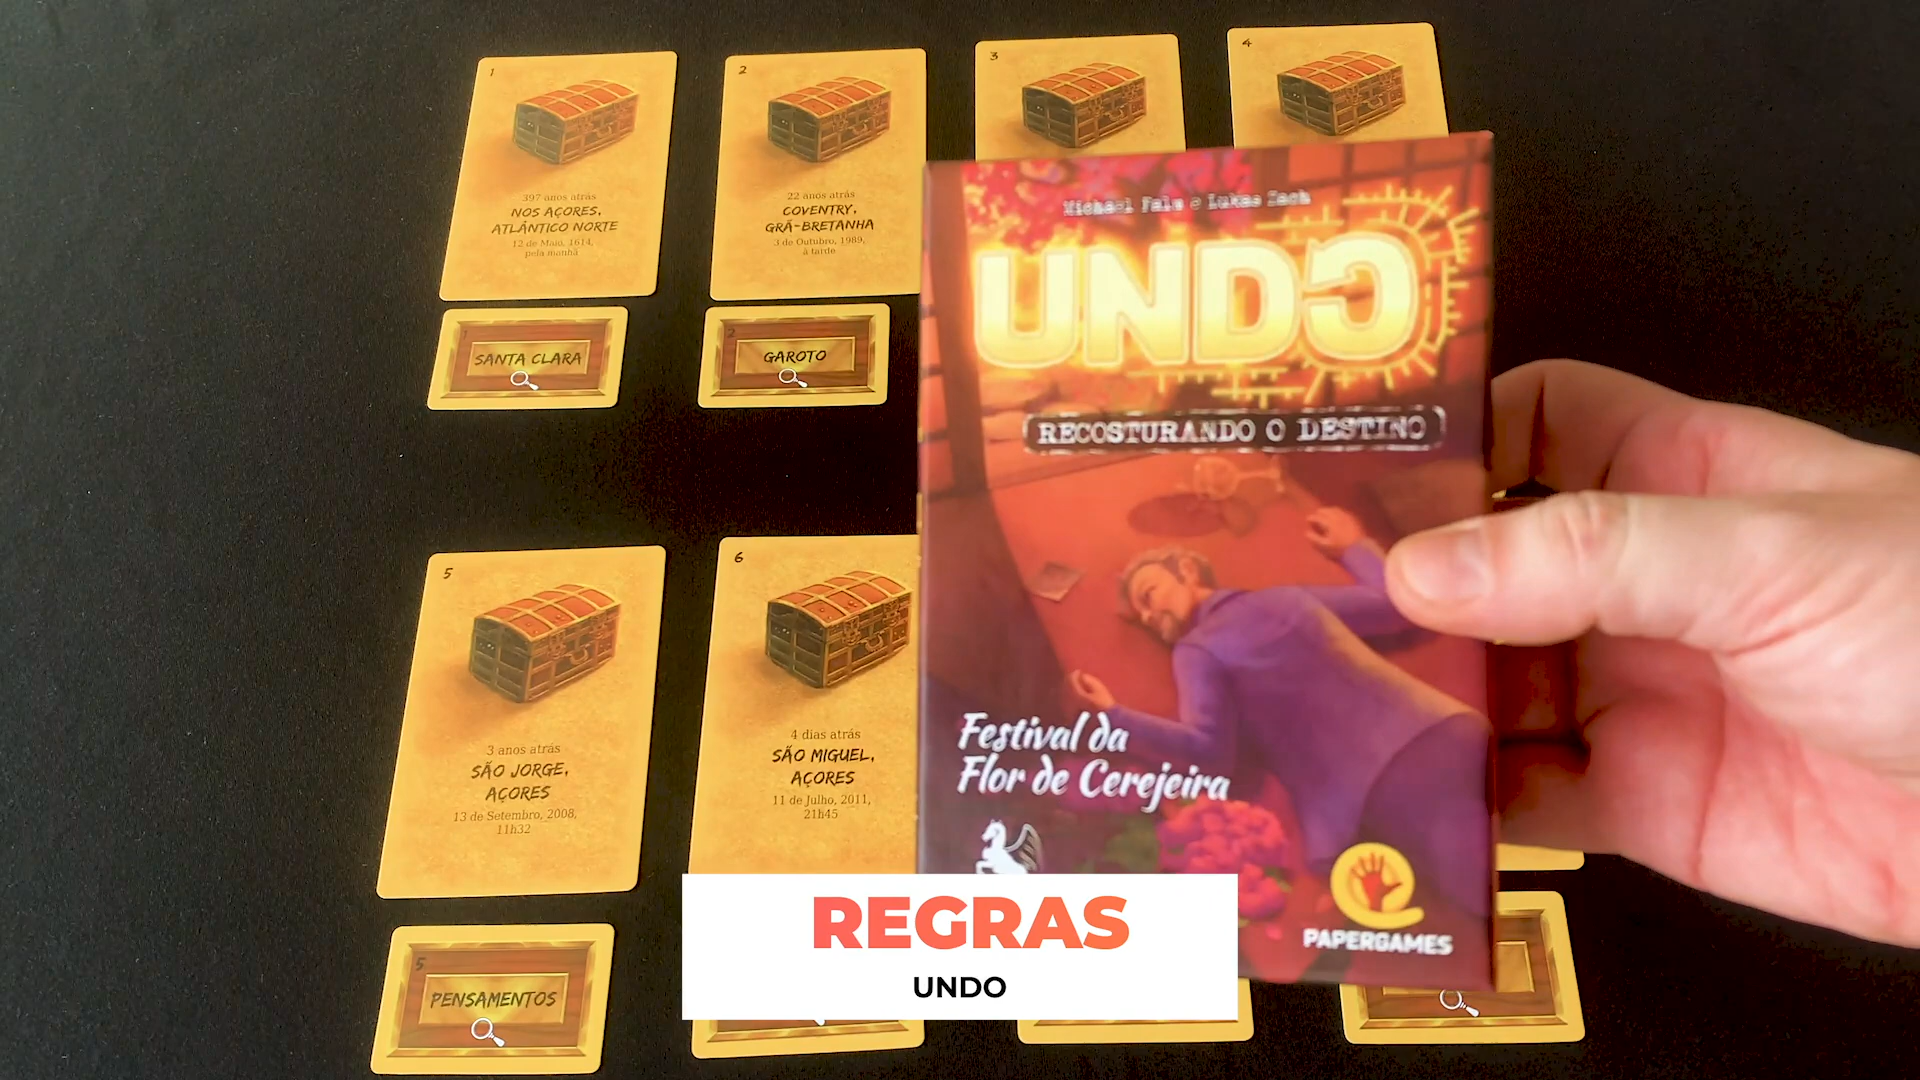 1
397 anos atrás
NOS AÇORES,
ATLÂNTICO NORTE
12 de Maio, 1614,
pela manhã
2
22 anos atrás
COVENTRY,
GRÃ-BRETANHA
3 de Outubro, 1989,
à tarde
3
4
1
SANTA CLARA
2
GAROTO
Michael Palm e Lukas Zach
UNDO
RECOSTURANDO O DESTINO
Festival da
Flor de Cerejeira
PAPERGAMES
5
3 anos atrás
SÃO JORGE,
AÇORES
13 de Setembro, 2008,
11h32
6
4 dias atrás
SÃO MIGUEL,
AÇORES
11 de Julho, 2011,
21h45
5
PENSAMENTOS
REGRAS
UNDO